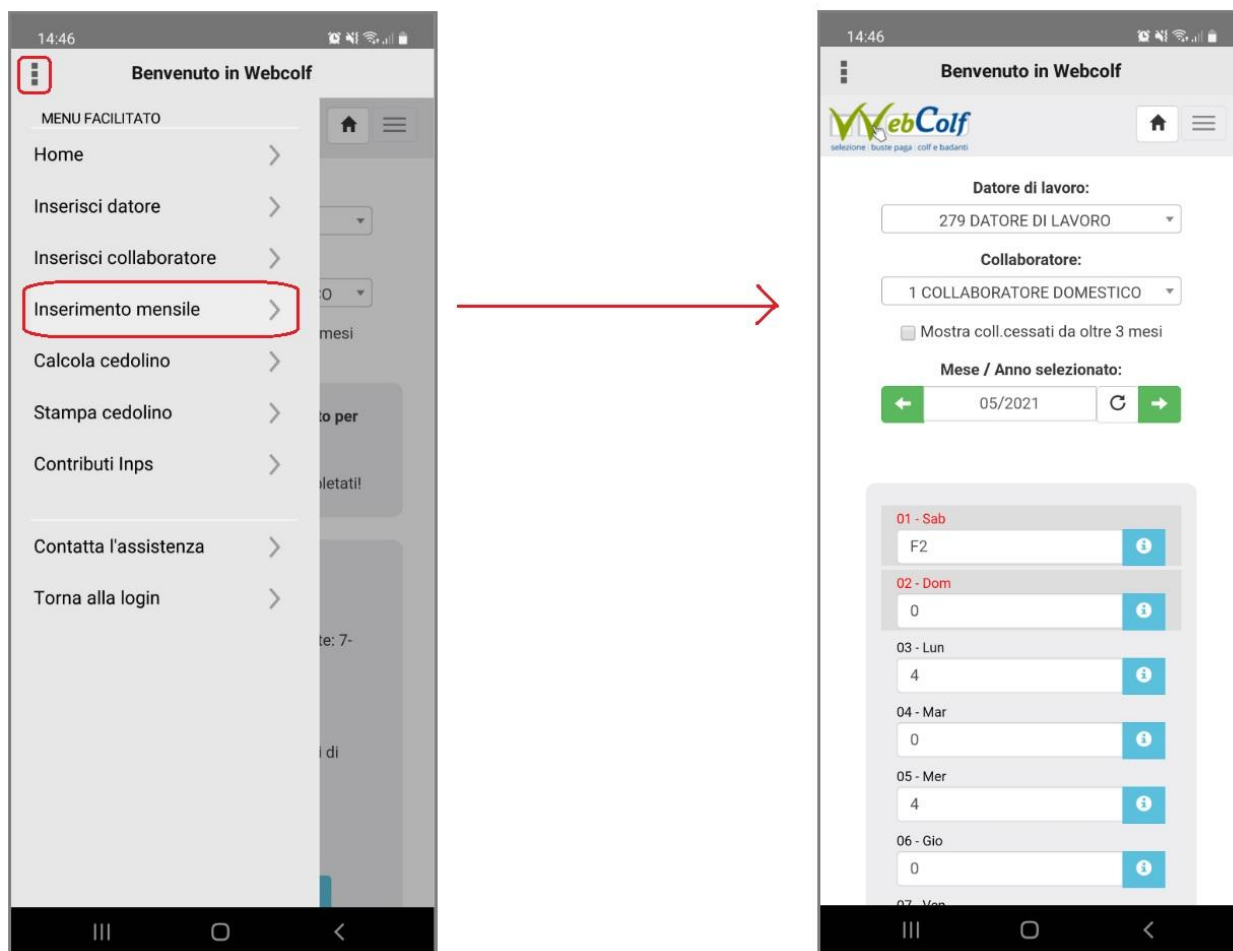 14:46
Benvenuto in Webcolf
MENU FACILITATO
Home
Inserisci datore
Inserisci collaboratore
Inserimento mensile
Calcola cedolino
Stampa cedolino
Contributi Inps
Contatta l'assistenza
Torna alla login
CO
mesi
to per
pletati!
te: 7-
i di
14:46
Benvenuto in Webcolf
WebColf
selezione | buste paga | colf e badanti
Datore di lavoro:
279 DATORE DI LAVORO
Collaboratore:
1 COLLABORATORE DOMESTICO
Mostra coll.cessati da oltre 3 mesi
Mese / Anno selezionato:
05/2021
01 - Sab
F2
02 - Dom
0
03 - Lun
4
04 - Mar
0
05 - Mer
4
06 - Gio
0
07 - Ven